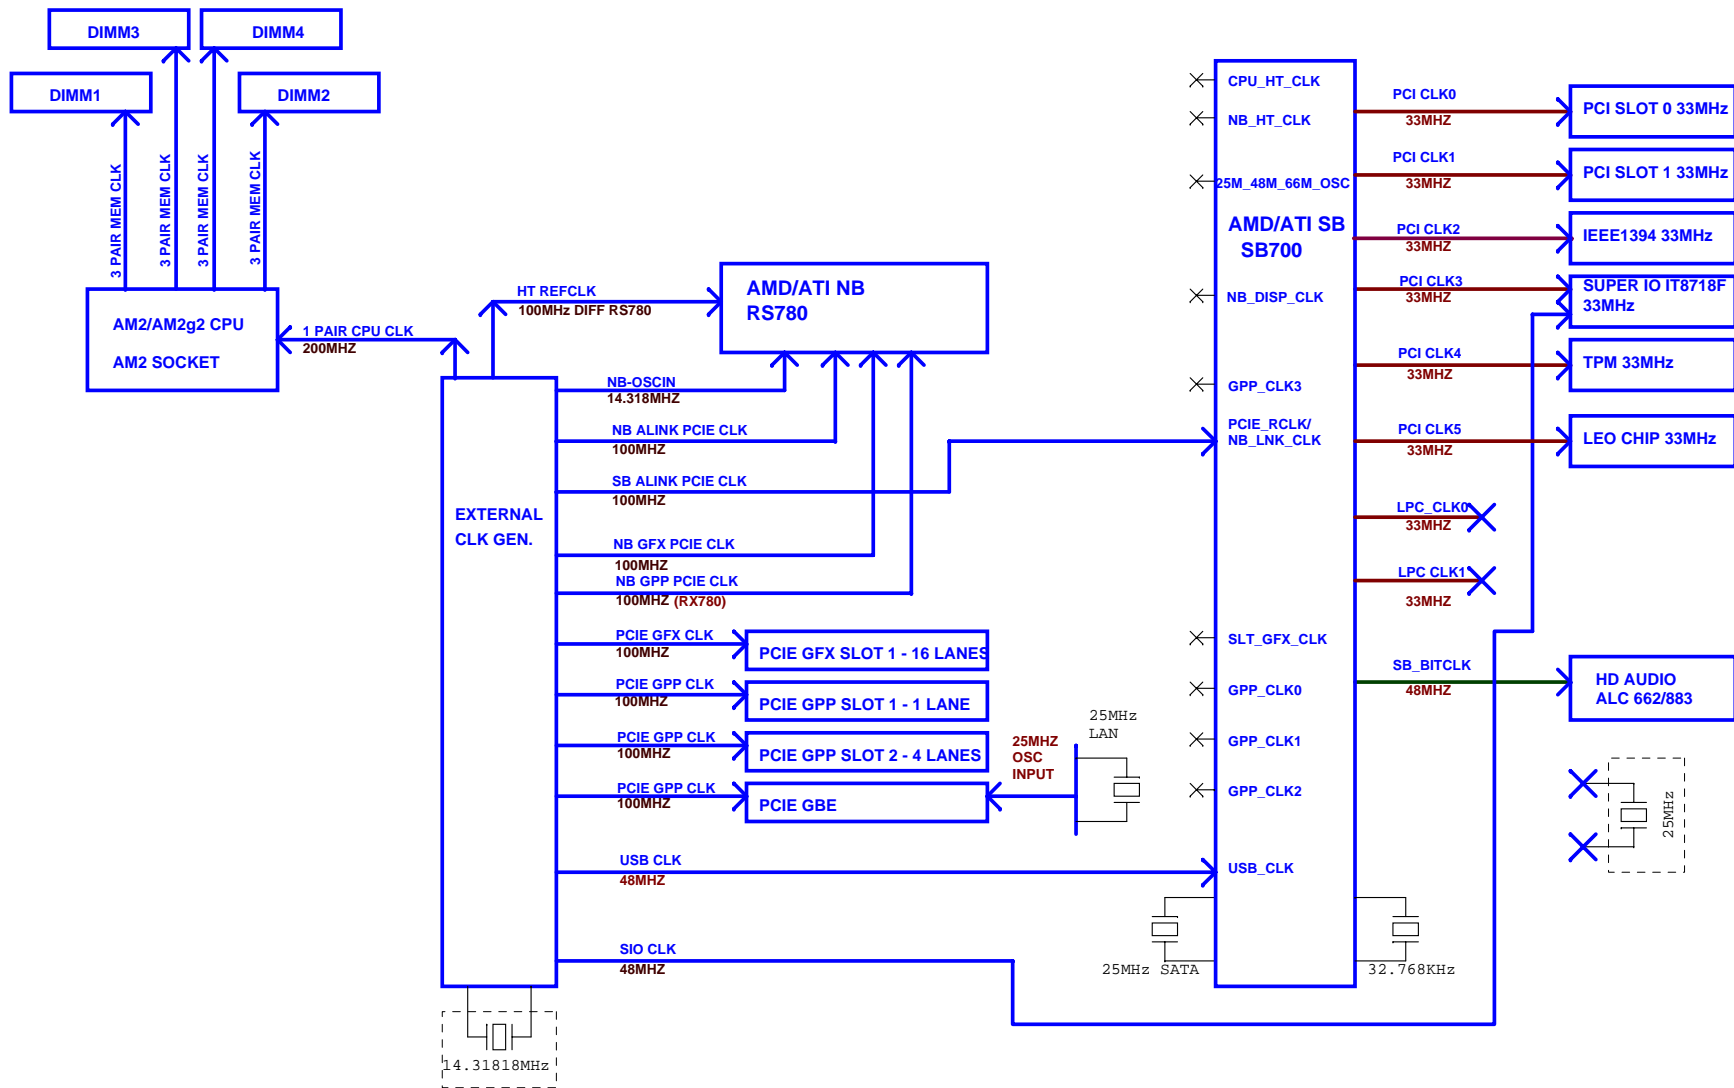 DIMM3
DIMM4
DIMM1
DIMM2
3 PAIR MEM CLK
3 PAIR MEM CLK
3 PAIR MEM CLK
3 PAIR MEM CLK
AM2/AM2g2 CPU
AM2 SOCKET
1 PAIR CPU CLK
200MHZ
HT REFCLK
100MHz DIFF RS780
AMD/ATI NB
RS780
EXTERNAL
CLK GEN.
NB-OSCIN
14.318MHZ
NB ALINK PCIE CLK
100MHZ
SB ALINK PCIE CLK
100MHZ
NB GFX PCIE CLK
100MHZ
NB GPP PCIE CLK
100MHZ (RX780)
PCIE GFX CLK
100MHZ
PCIE GFX SLOT 1 - 16 LANES
PCIE GPP CLK
100MHZ
PCIE GPP SLOT 1 - 1 LANE
PCIE GPP CLK
100MHZ
PCIE GPP SLOT 2 - 4 LANES
PCIE GPP CLK
100MHZ
PCIE GBE
25MHZ
OSC
INPUT
25MHz
LAN
USB CLK
48MHZ
SIO CLK
48MHZ
14.31818MHz
CPU_HT_CLK
NB_HT_CLK
25M_48M_66M_OSC
AMD/ATI SB
SB700
NB_DISP_CLK
GPP_CLK3
PCIE_RCLK/
NB_LNK_CLK
SLT_GFX_CLK
GPP_CLK0
GPP_CLK1
GPP_CLK2
USB_CLK
25MHz SATA
32.768KHz
PCI CLK0
33MHZ
PCI SLOT 0 33MHz
PCI CLK1
33MHZ
PCI SLOT 1 33MHz
PCI CLK2
33MHZ
IEEE1394 33MHz
PCI CLK3
33MHZ
SUPER IO IT8718F
33MHz
PCI CLK4
33MHZ
TPM 33MHz
PCI CLK5
33MHZ
LEO CHIP 33MHz
LPC_CLK0
33MHZ
LPC CLK1
33MHZ
SB_BITCLK
48MHZ
HD AUDIO
ALC 662/883
25MHz